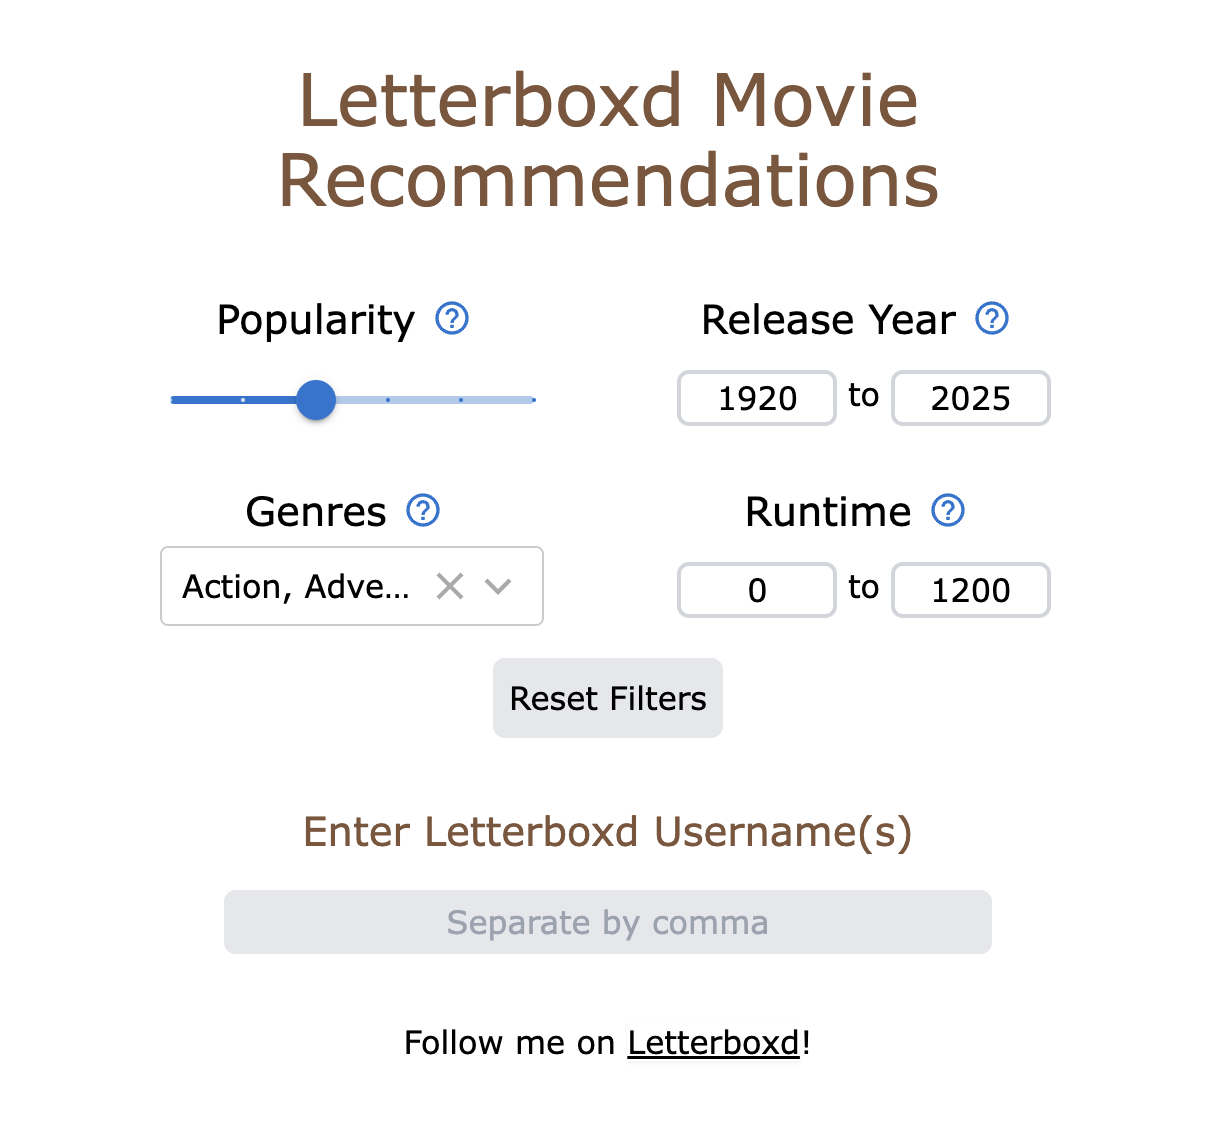 Letterboxd Movie
Recommendations
Popularity ?
Release Year ?
1920 to 2025
Genres ?
Runtime ?
Action, Adve...
0 to 1200
Reset Filters
Enter Letterboxd Username(s)
Separate by comma
Follow me on Letterboxd!